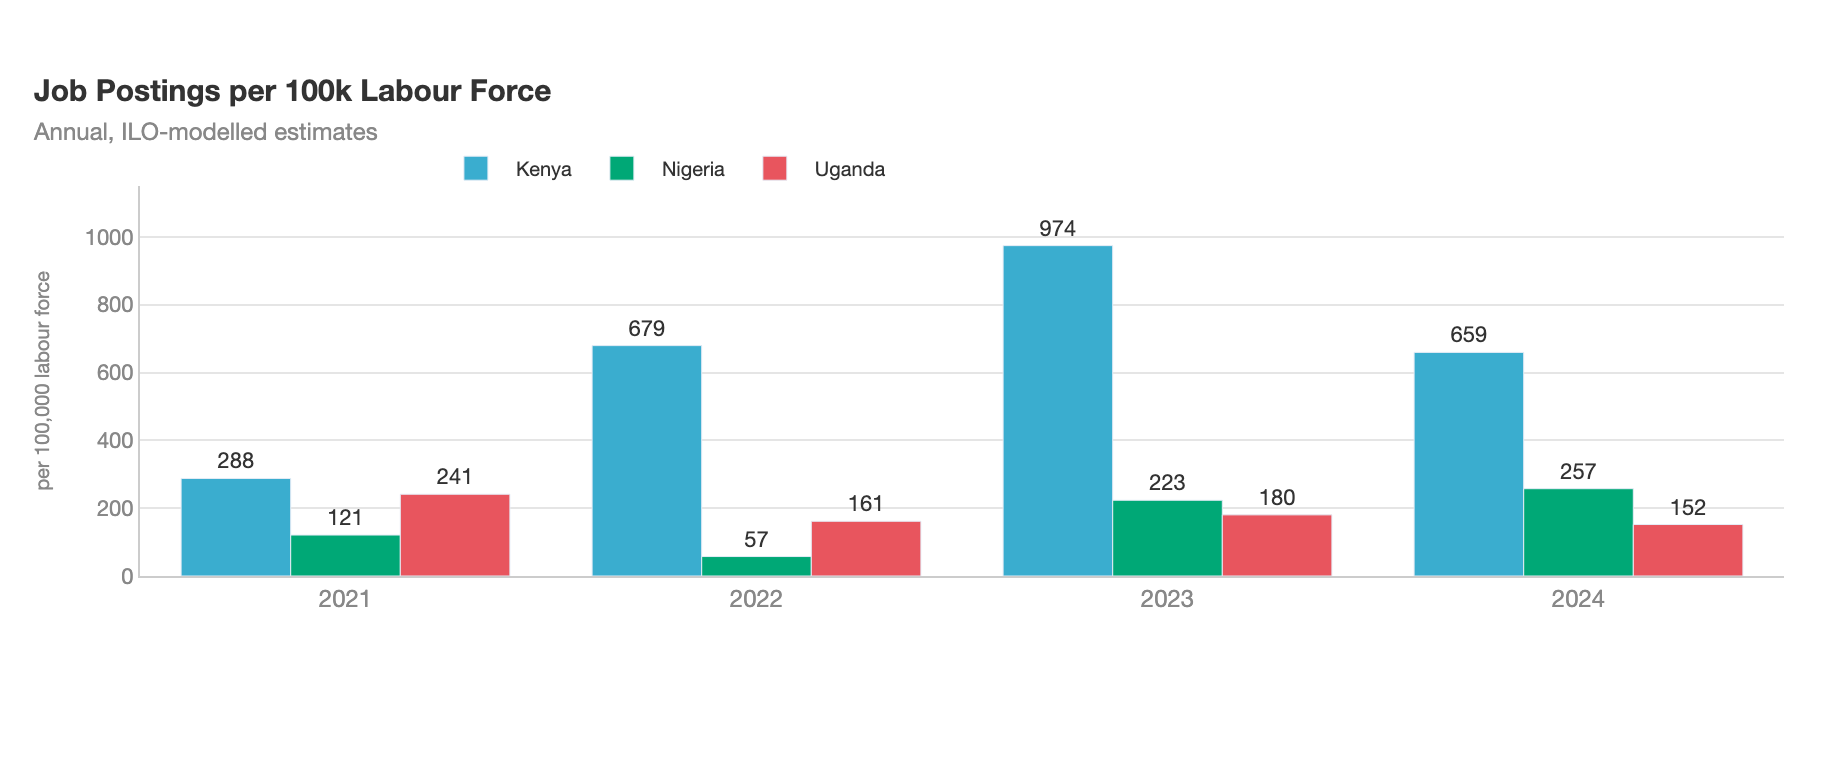 Job Postings per 100k Labour Force
Annual, ILO-modelled estimates
Kenya Nigeria Uganda
per 100,000 labour force
1000
800
600
400
200
0
288 121 241
679 57 161
974 223 180
659 257 152
2021 2022 2023 2024